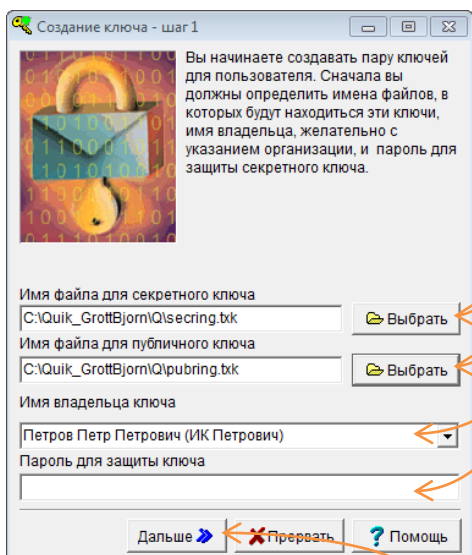 Создание ключа - шаг 1
Вы начинаете создавать пару ключей
для пользователя. Сначала вы
должны определить имена файлов, в
которых будут находиться эти ключи,
имя владельца, желательно с
указанием организации, и пароль для
защиты секретного ключа.
Имя файла для секретного ключа
C:\Quik_GrottBjorn\Q\secring.txk
Выбрать
Имя файла для публичного ключа
C:\Quik_GrottBjorn\Q\pubring.txk
Выбрать
Имя владельца ключа
Петров Петр Петрович (ИК Петрович)
Пароль для защиты ключа
Дальше Прервать ? Помощь